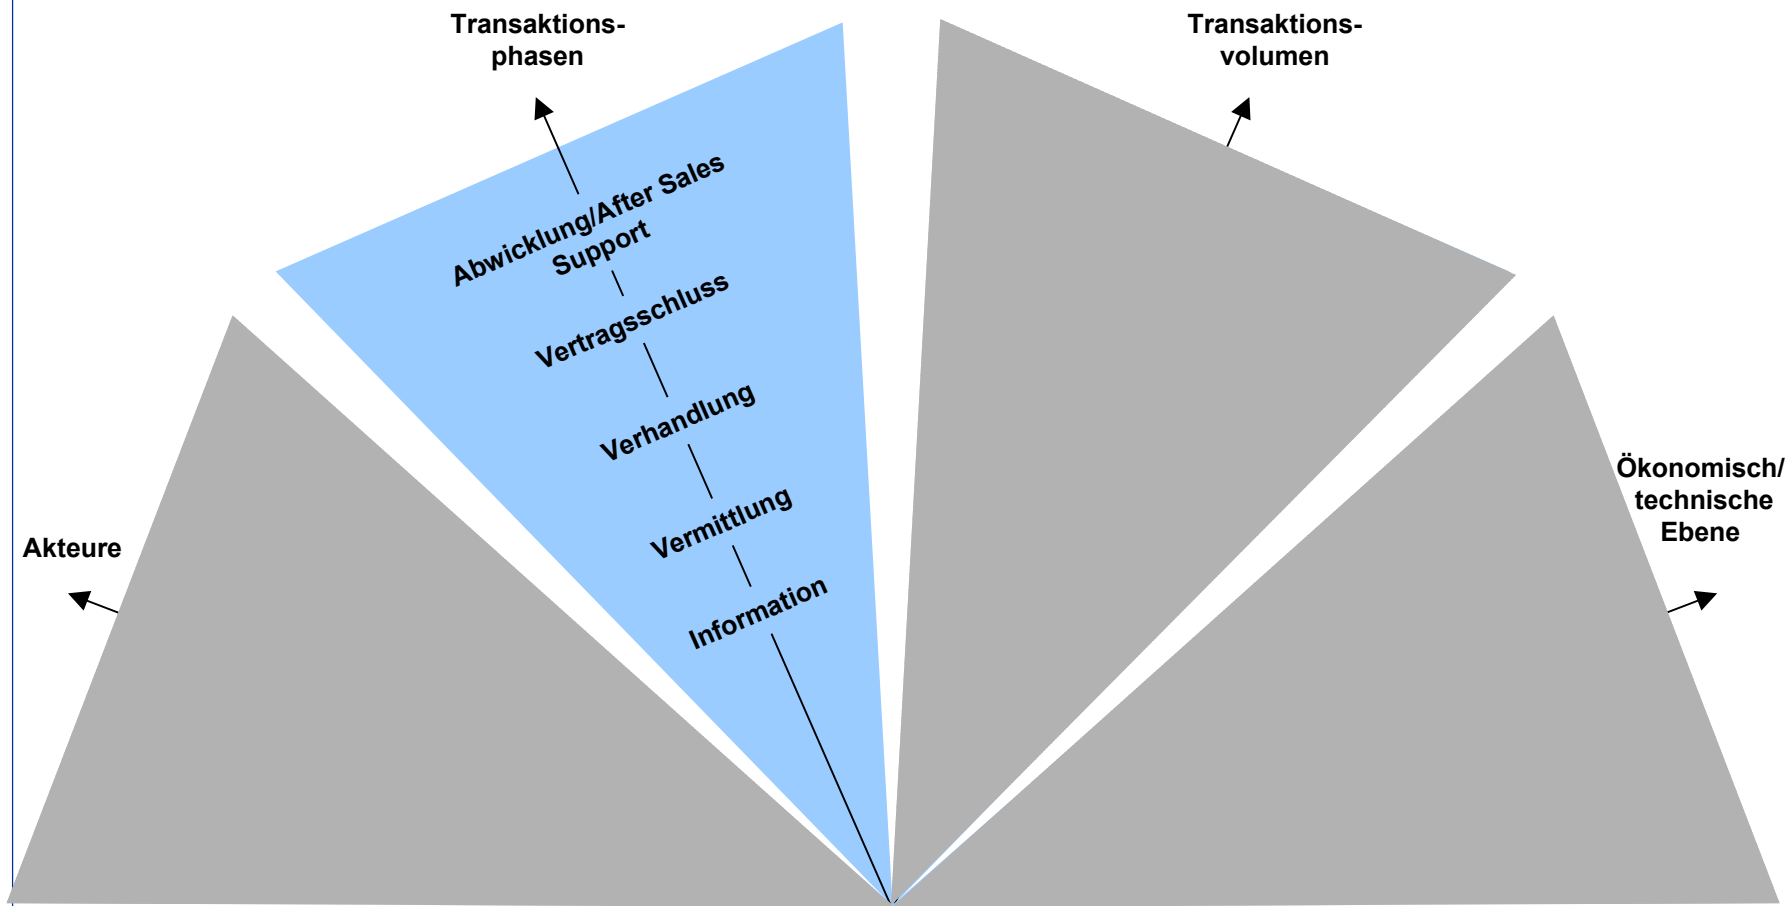 Transaktions-
phasen
Transaktions-
volumen
Abwicklung/After Sales
Support
Vertragsschluss
Verhandlung
Vermittlung
Information
Akteure
Ökonomisch/
technische
Ebene